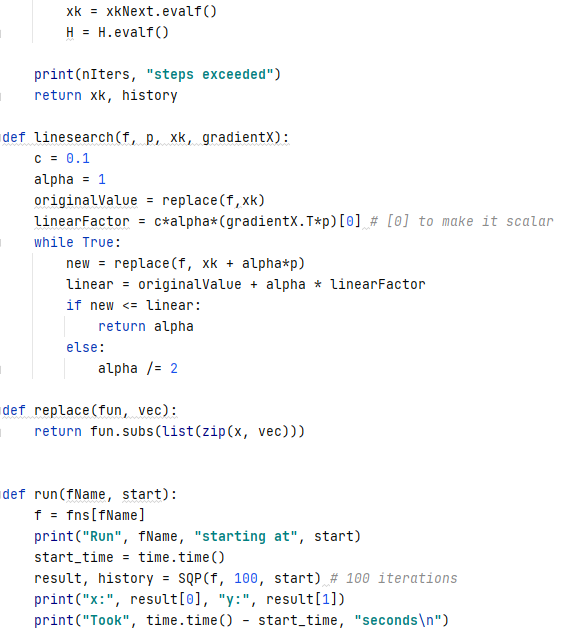 xk = xkNext.evalf()
H = H.evalf()
print(nIters, "steps exceeded")
return xk, history
def linesearch(f, p, xk, gradientX):
c = 0.1
alpha = 1
originalValue = replace(f,xk)
linearFactor = c*alpha*(gradientX.T*p)[0] # [0] to make it scalar
while True:
new = replace(f, xk + alpha*p)
linear = originalValue + alpha * linearFactor
if new <= linear:
return alpha
else:
alpha /= 2
def replace(fun, vec):
return fun.subs(list(zip(x, vec)))
def run(fName, start):
f = fns[fName]
print("Run", fName, "starting at", start)
start_time = time.time()
result, history = SQP(f, 100, start) # 100 iterations
print("x:", result[0], "y:", result[1])
print("Took", time.time() - start_time, "seconds\n")